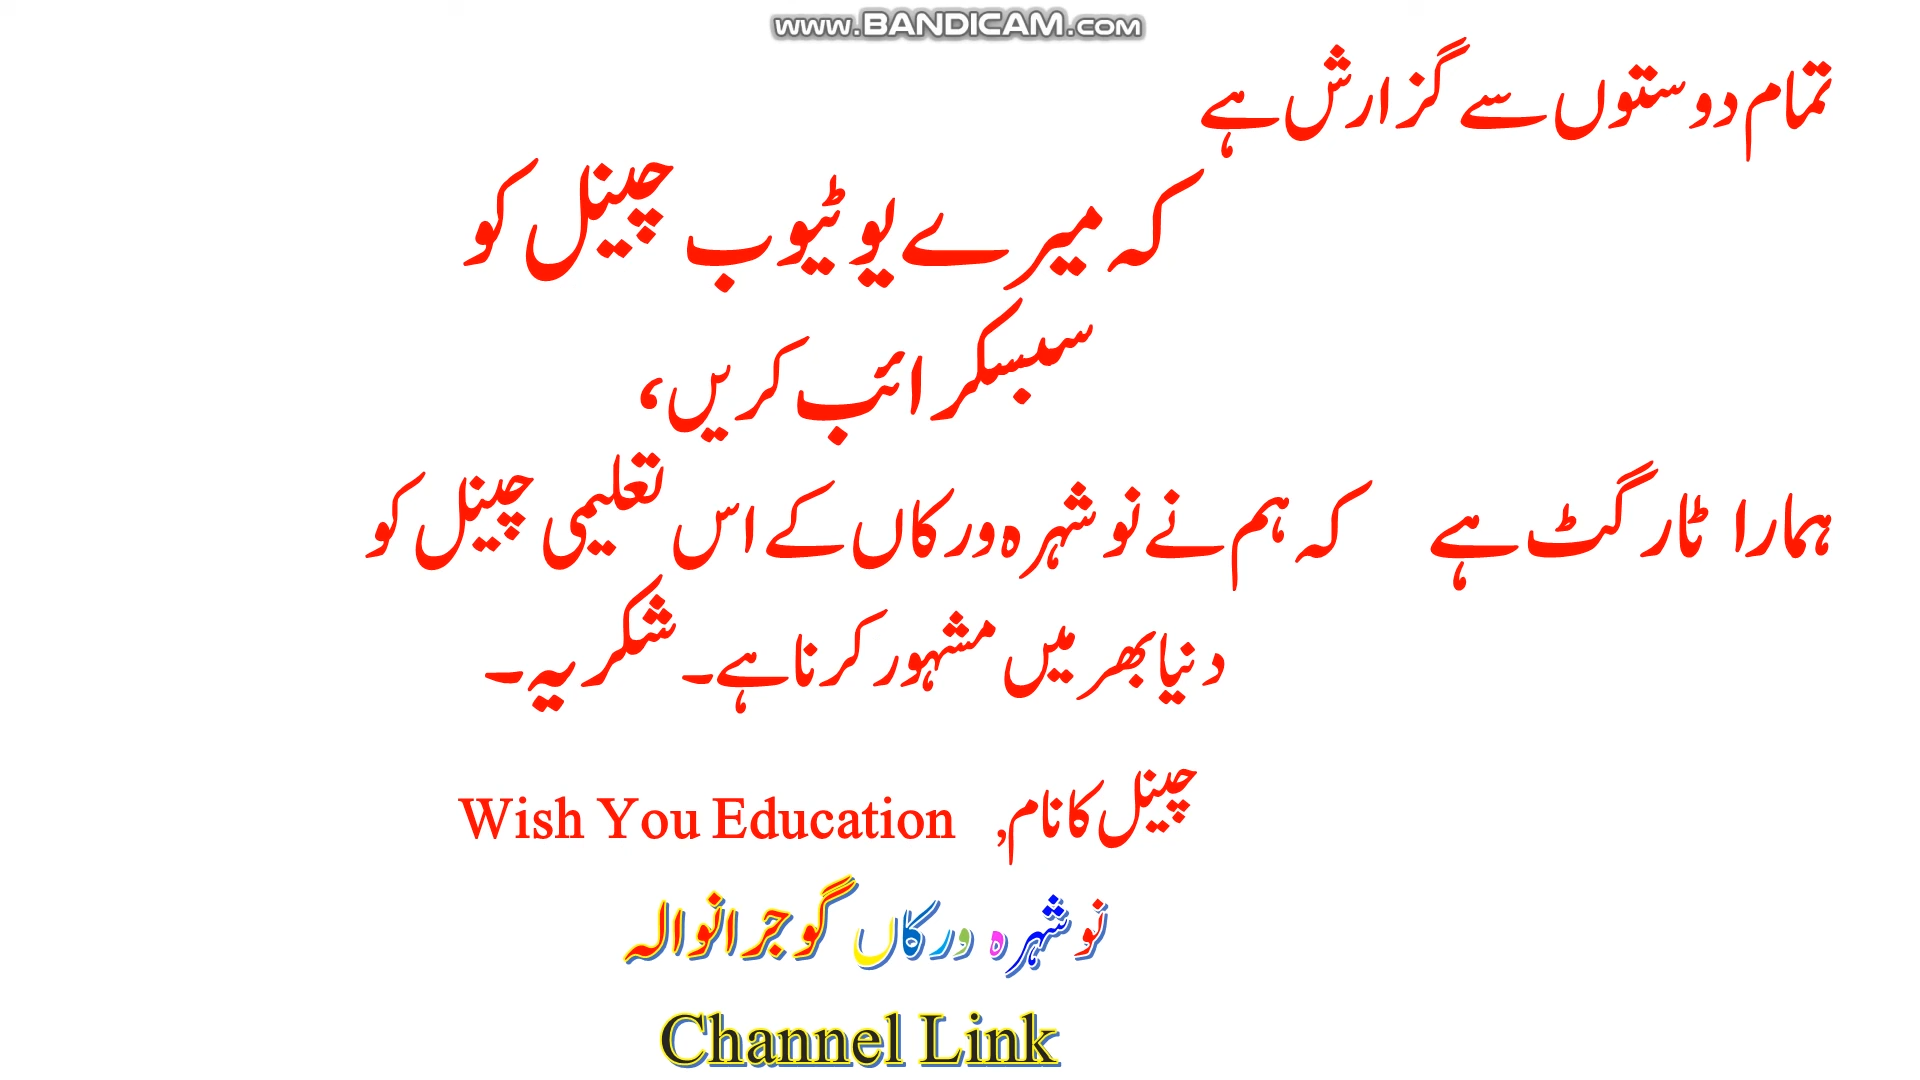 www.BANDICAM.com
تمام دوستوں سے گزارش ہے
کہ میرے یوٹیوب چینل کو
سبسکرائب کریں،
ہمارا ٹارگٹ ہے کہ ہم نے نوشہرہ ورکاں کے اس تعلیمی چینل کو
دنیا بھر میں مشہور کرنا ہے۔ شکریہ۔
چینل کا نام, Wish You Education
نوشہرہ ورکاں گوجرانوالہ
Channel Link